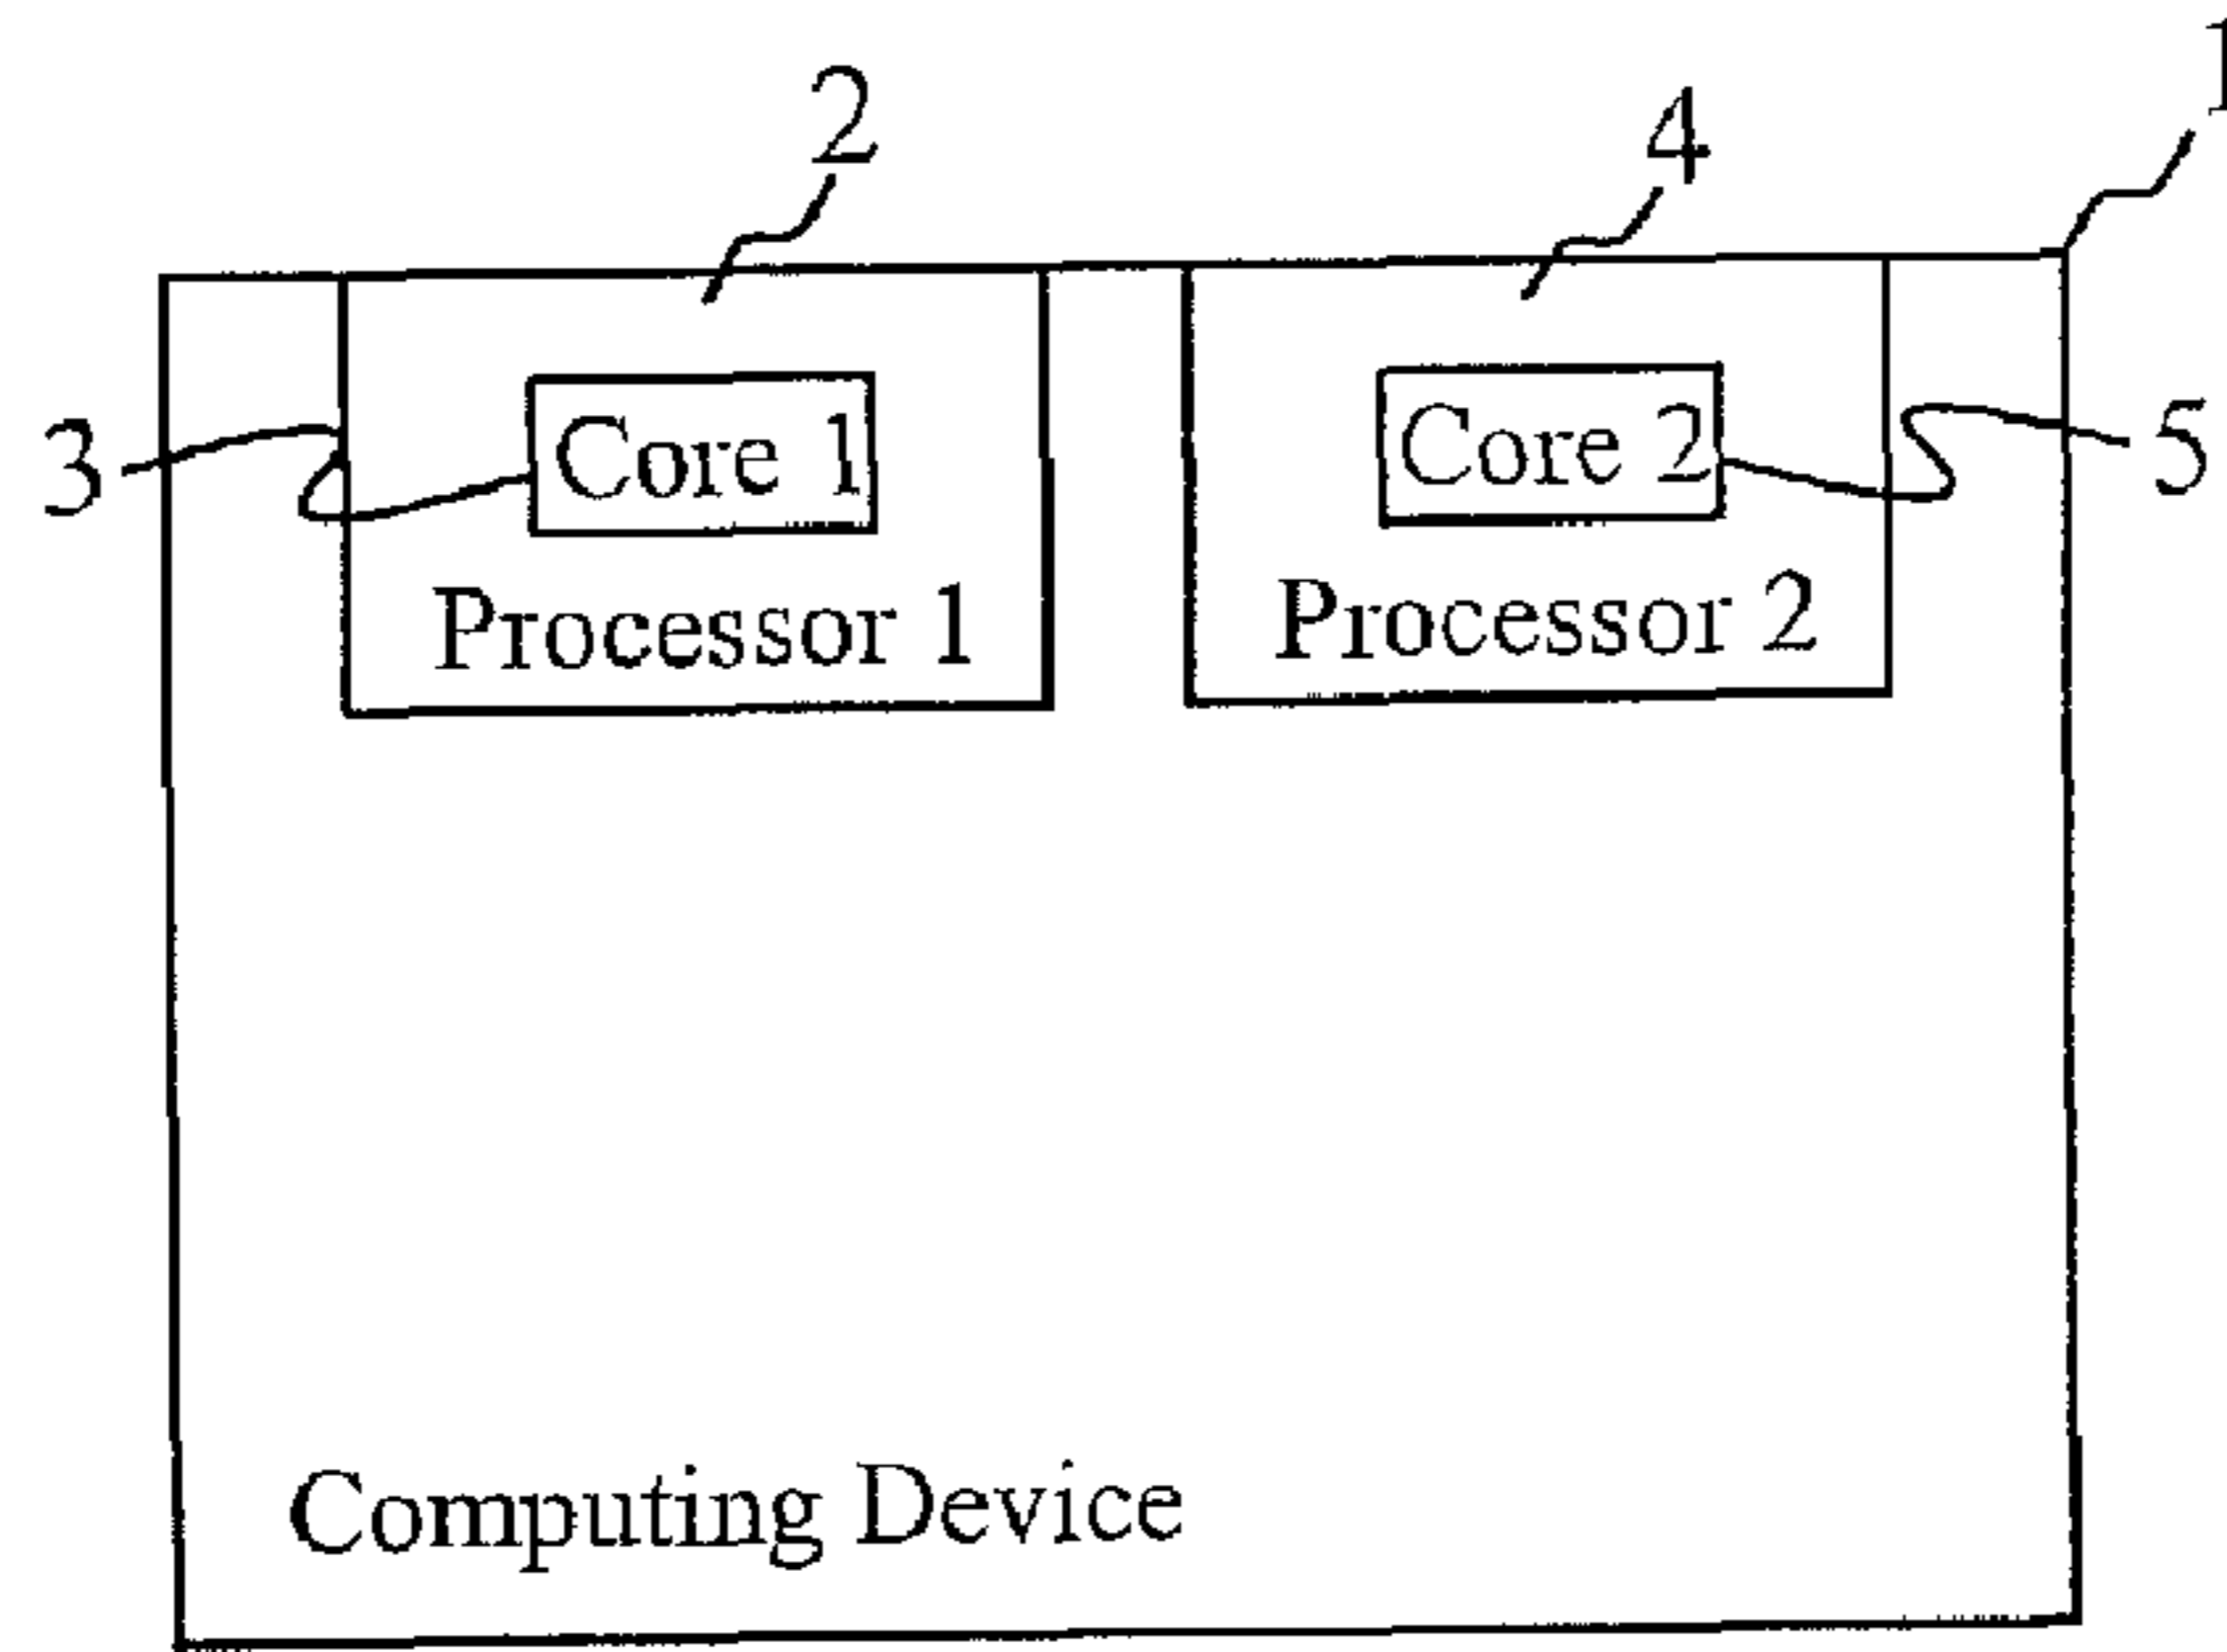 1
2
4
3
Core 1
Core 2
5
Processor 1
Processor 2
Computing Device